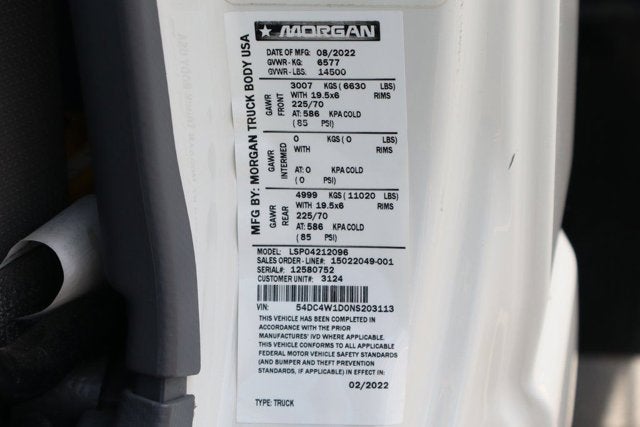 MORGAN
MFG BY: MORGAN TRUCK BODY USA
DATE OF MFG: 08/2022
GVWR - KG: 6577
GVWR - LBS: 14500
GAWR FRONT
3007 KGS ( 6630 LBS)
WITH 19.5x6 RIMS
225/70
AT: 586 KPA COLD
( 85 PSI)
GAWR INTERMED
0 KGS ( 0 LBS)
WITH RIMS
AT: 0 KPA COLD
( 0 PSI)
GAWR REAR
4999 KGS ( 11020 LBS)
WITH 19.5x6 RIMS
225/70
AT: 586 KPA COLD
( 85 PSI)
MODEL: LSP04212096
SALES ORDER - LINE#: 15022049-001
SERIAL#: 12580752
CUSTOMER UNIT#: 3124
VIN: 54DC4W1D0NS203113
THIS VEHICLE HAS BEEN COMPLETED
IN ACCORDANCE WITH THE PRIOR
MANUFACTURES' IVD WHERE APPLICABLE.
THIS VEHICLE CONFORMS TO ALL APPLICABLE
FEDERAL MOTOR VEHICLE SAFETY STANDARDS
(AND BUMPER AND THEFT PREVENTION
STANDARDS, IF APPLICABLE) IN EFFECT IN:
02/2022
TYPE: TRUCK